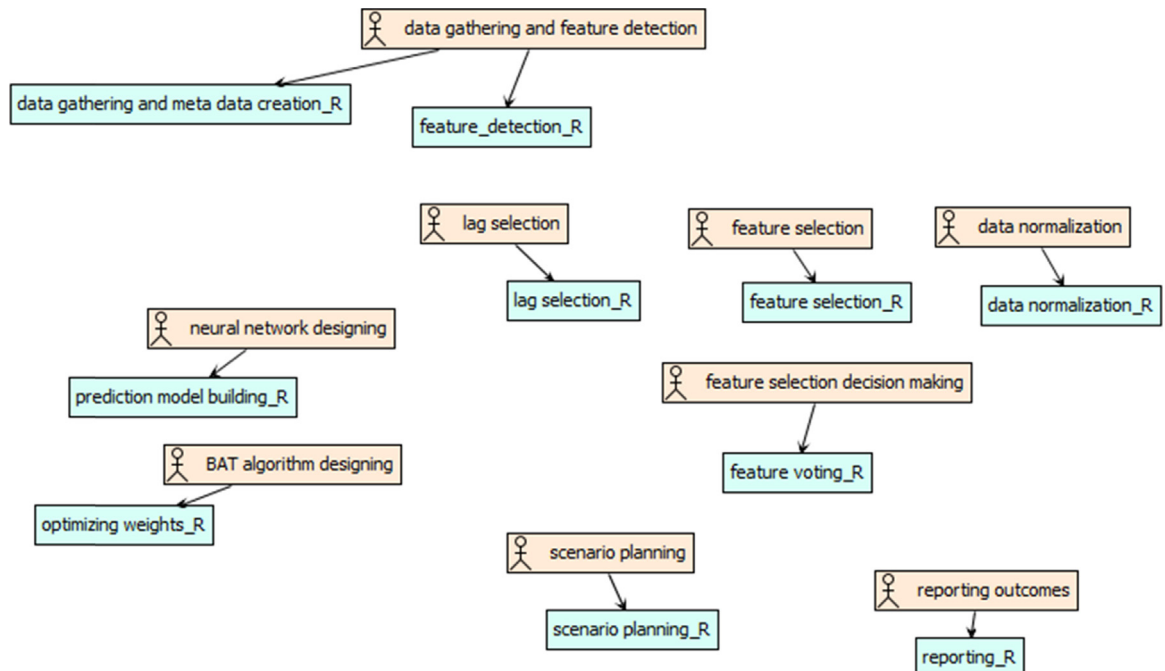 data gathering and feature detection
data gathering and meta data creation_R
feature_detection_R
lag selection
feature selection
data normalization
lag selection_R
feature selection_R
data normalization_R
neural network designing
prediction model building_R
feature selection decision making
BAT algorithm designing
feature voting_R
optimizing weights_R
scenario planning
reporting outcomes
scenario planning_R
reporting_R